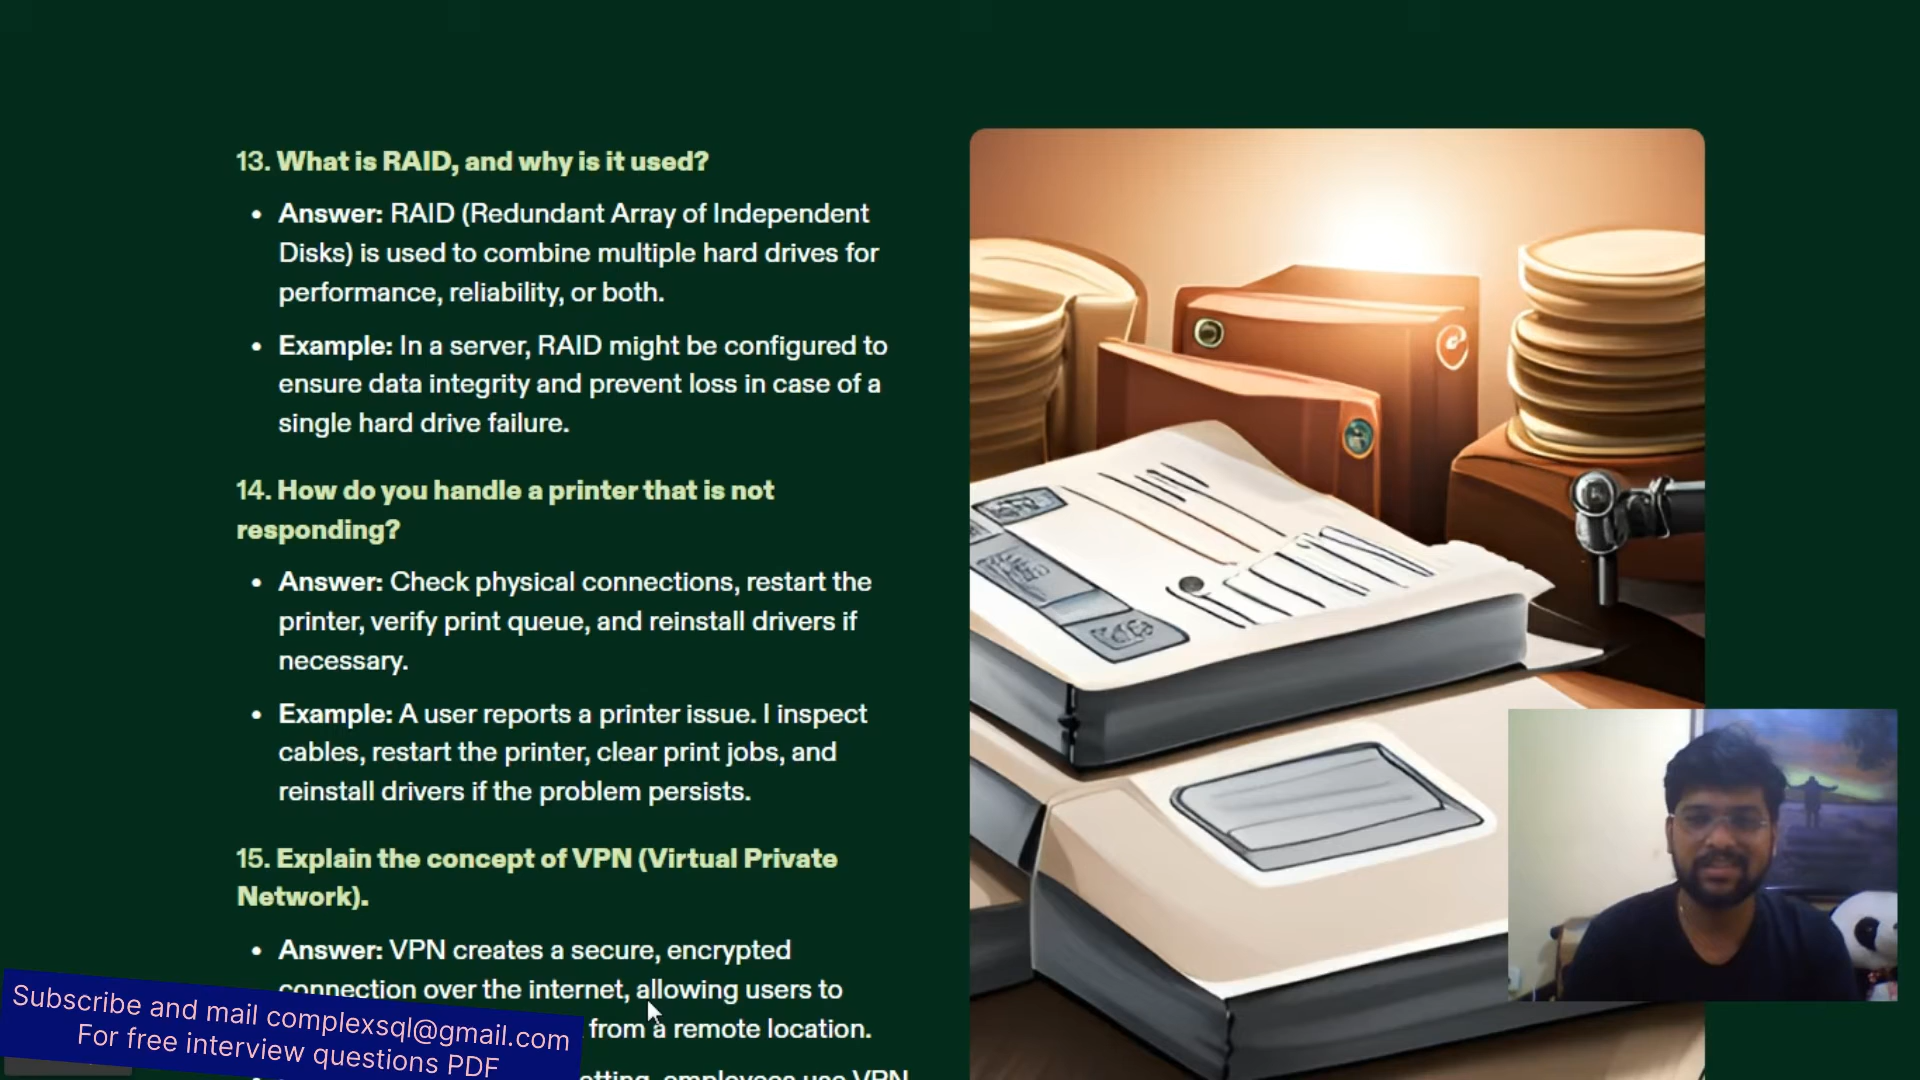 13. What is RAID, and why is it used?
• Answer: RAID (Redundant Array of Independent
Disks) is used to combine multiple hard drives for
performance, reliability, or both.
• Example: In a server, RAID might be configured to
ensure data integrity and prevent loss in case of a
single hard drive failure.
14. How do you handle a printer that is not
responding?
• Answer: Check physical connections, restart the
printer, verify print queue, and reinstall drivers if
necessary.
• Example: A user reports a printer issue. I inspect
cables, restart the printer, clear print jobs, and
reinstall drivers if the problem persists.
15. Explain the concept of VPN (Virtual Private
Network).
• Answer: VPN creates a secure, encrypted
connection over the internet, allowing users to
from a remote location.
employees use VPN
Subscribe and mail complexsql@gmail.com
For free interview questions PDF